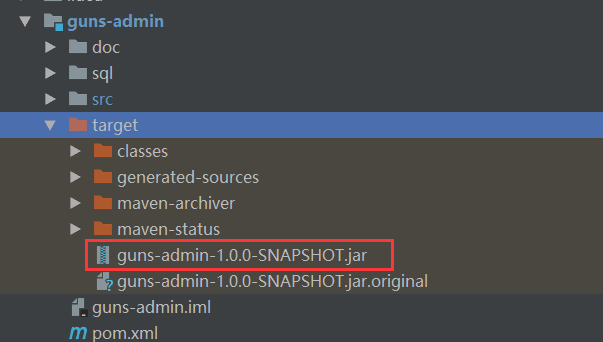 guns-admin
doc
sql
src
target
classes
generated-sources
maven-archiver
maven-status
guns-admin-1.0.0-SNAPSHOT.jar
guns-admin-1.0.0-SNAPSHOT.jar.original
guns-admin.iml
pom.xml